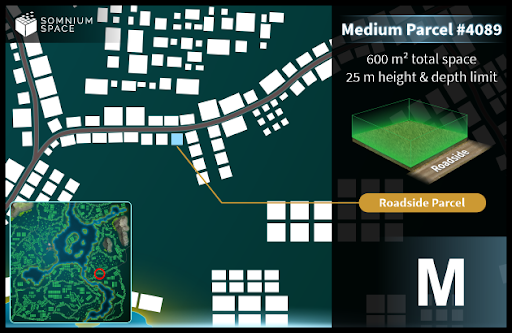 SOMNIUM
SPACE
Medium Parcel #4089
600 m² total space
25 m height & depth limit
Roadside
Roadside Parcel
M